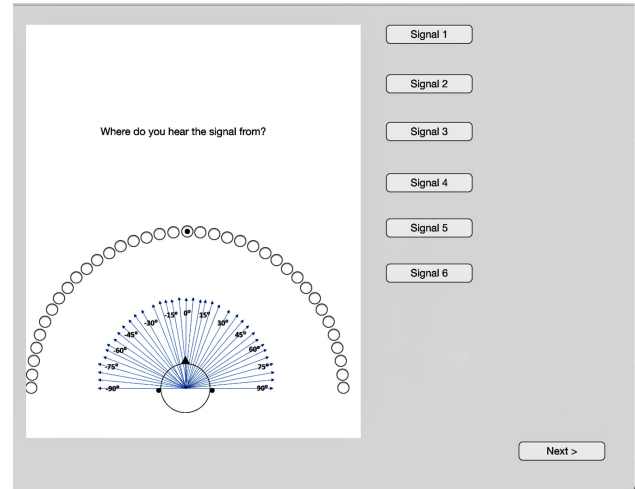 Signal 1
Signal 2
Where do you hear the signal from?
Signal 3
Signal 4
Signal 5
Signal 6
-15° 0° 15°
-30° 30°
-45° 45°
-60° 60°
-75° 75°
-90° 90°
Next >